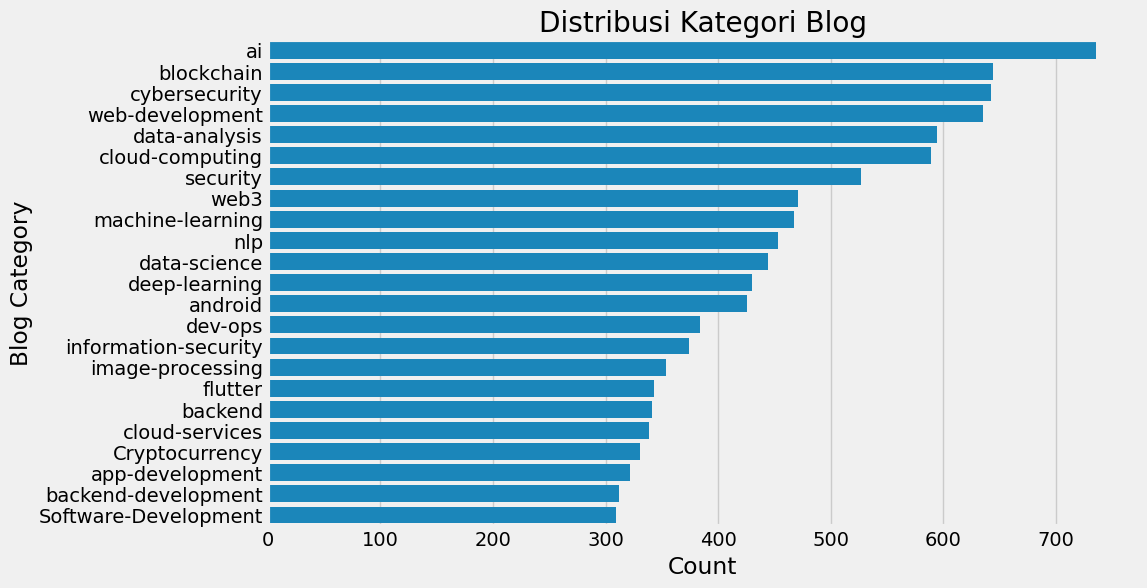 Distribusi Kategori Blog
Blog Category
ai
blockchain
cybersecurity
web-development
data-analysis
cloud-computing
security
web3
machine-learning
nlp
data-science
deep-learning
android
dev-ops
information-security
image-processing
flutter
backend
cloud-services
Cryptocurrency
app-development
backend-development
Software-Development
0 100 200 300 400 500 600 700
Count